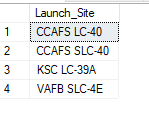 Launch_Site
1 CCAFS LC-40
2 CCAFS SLC-40
3 KSC LC-39A
4 VAFB SLC-4E